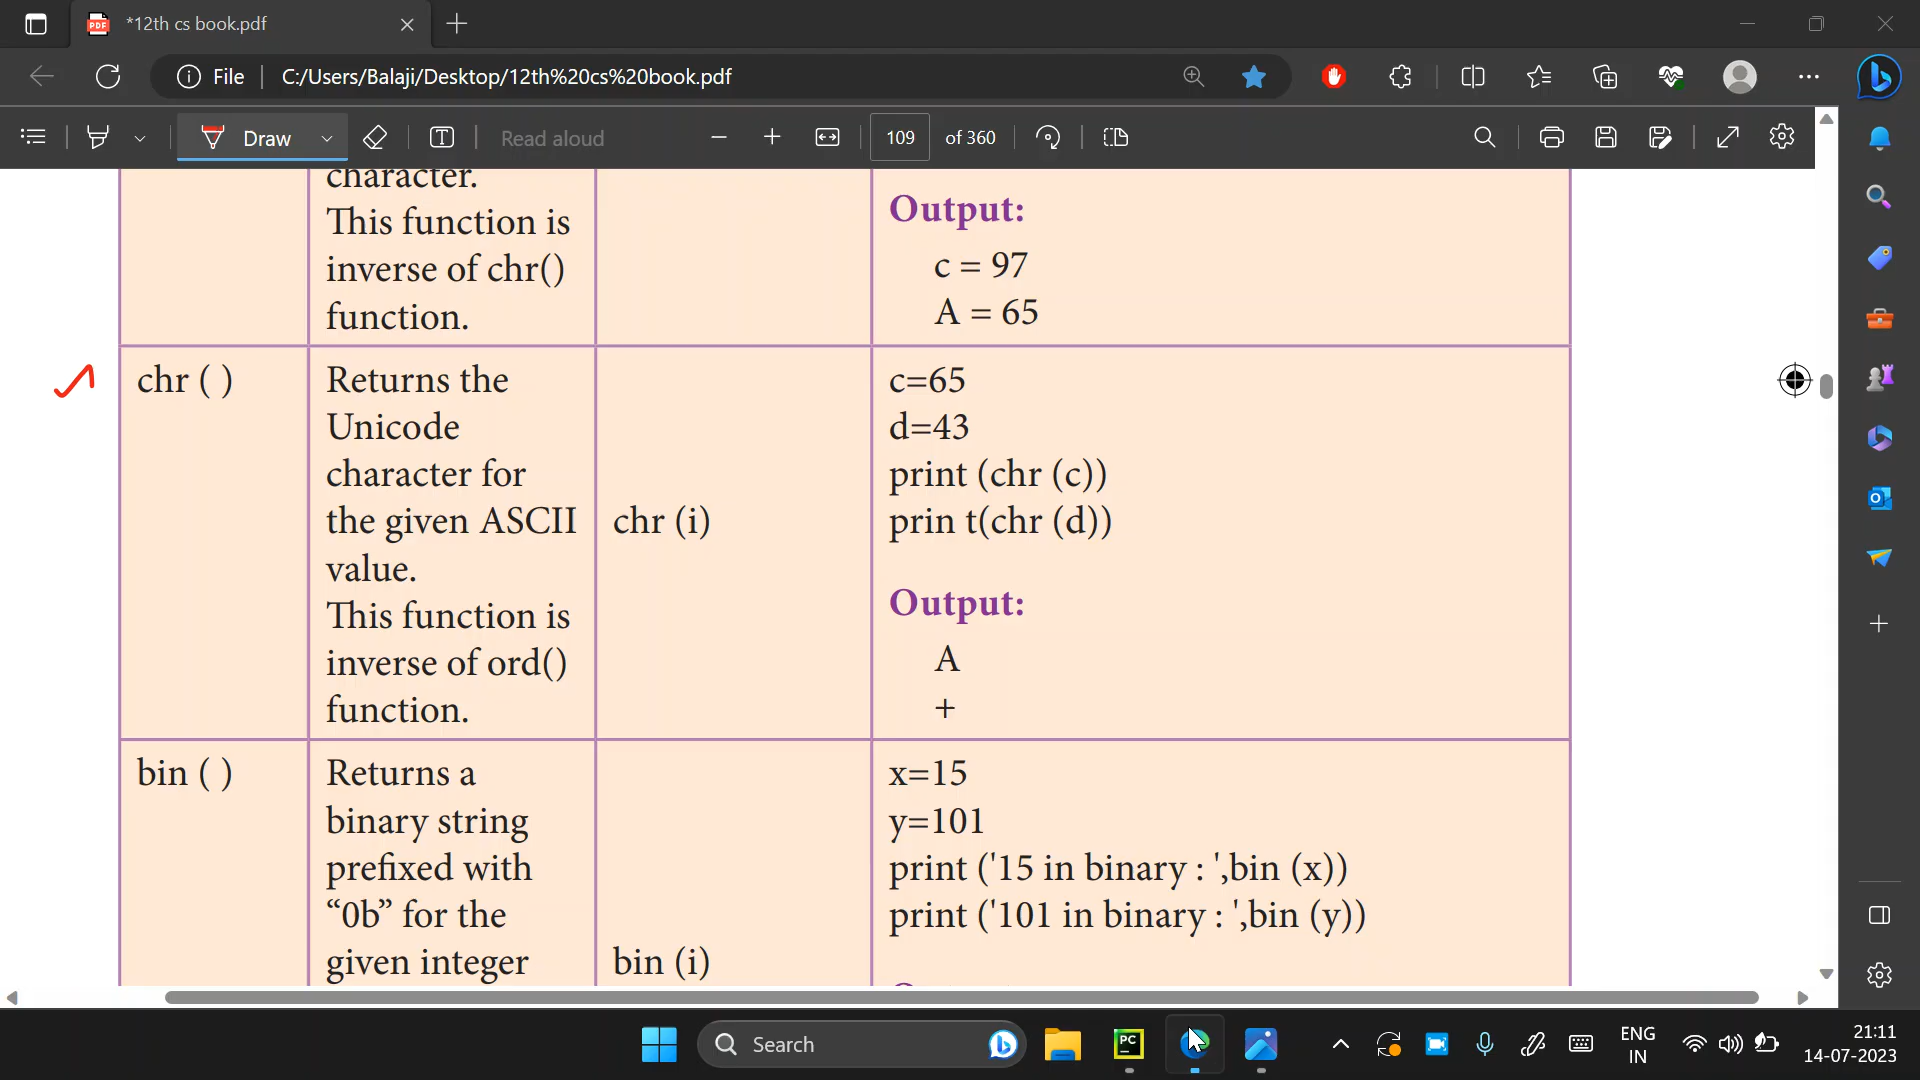 *12th cs book.pdf
File
C:/Users/Balaji/Desktop/12th%20cs%20book.pdf
Draw
Read aloud
109 of 360
character.
This function is
inverse of chr()
function.
Output:
c = 97
A = 65
chr ( )
Returns the
Unicode
character for
the given ASCII
value.
This function is
inverse of ord()
function.
chr (i)
c=65
d=43
print (chr (c))
prin t(chr (d))
Output:
A
+
bin ( )
Returns a
binary string
prefixed with
“0b” for the
given integer
bin (i)
x=15
y=101
print ('15 in binary : ',bin (x))
print ('101 in binary : ',bin (y))
Search
ENG
IN
21:11
14-07-2023